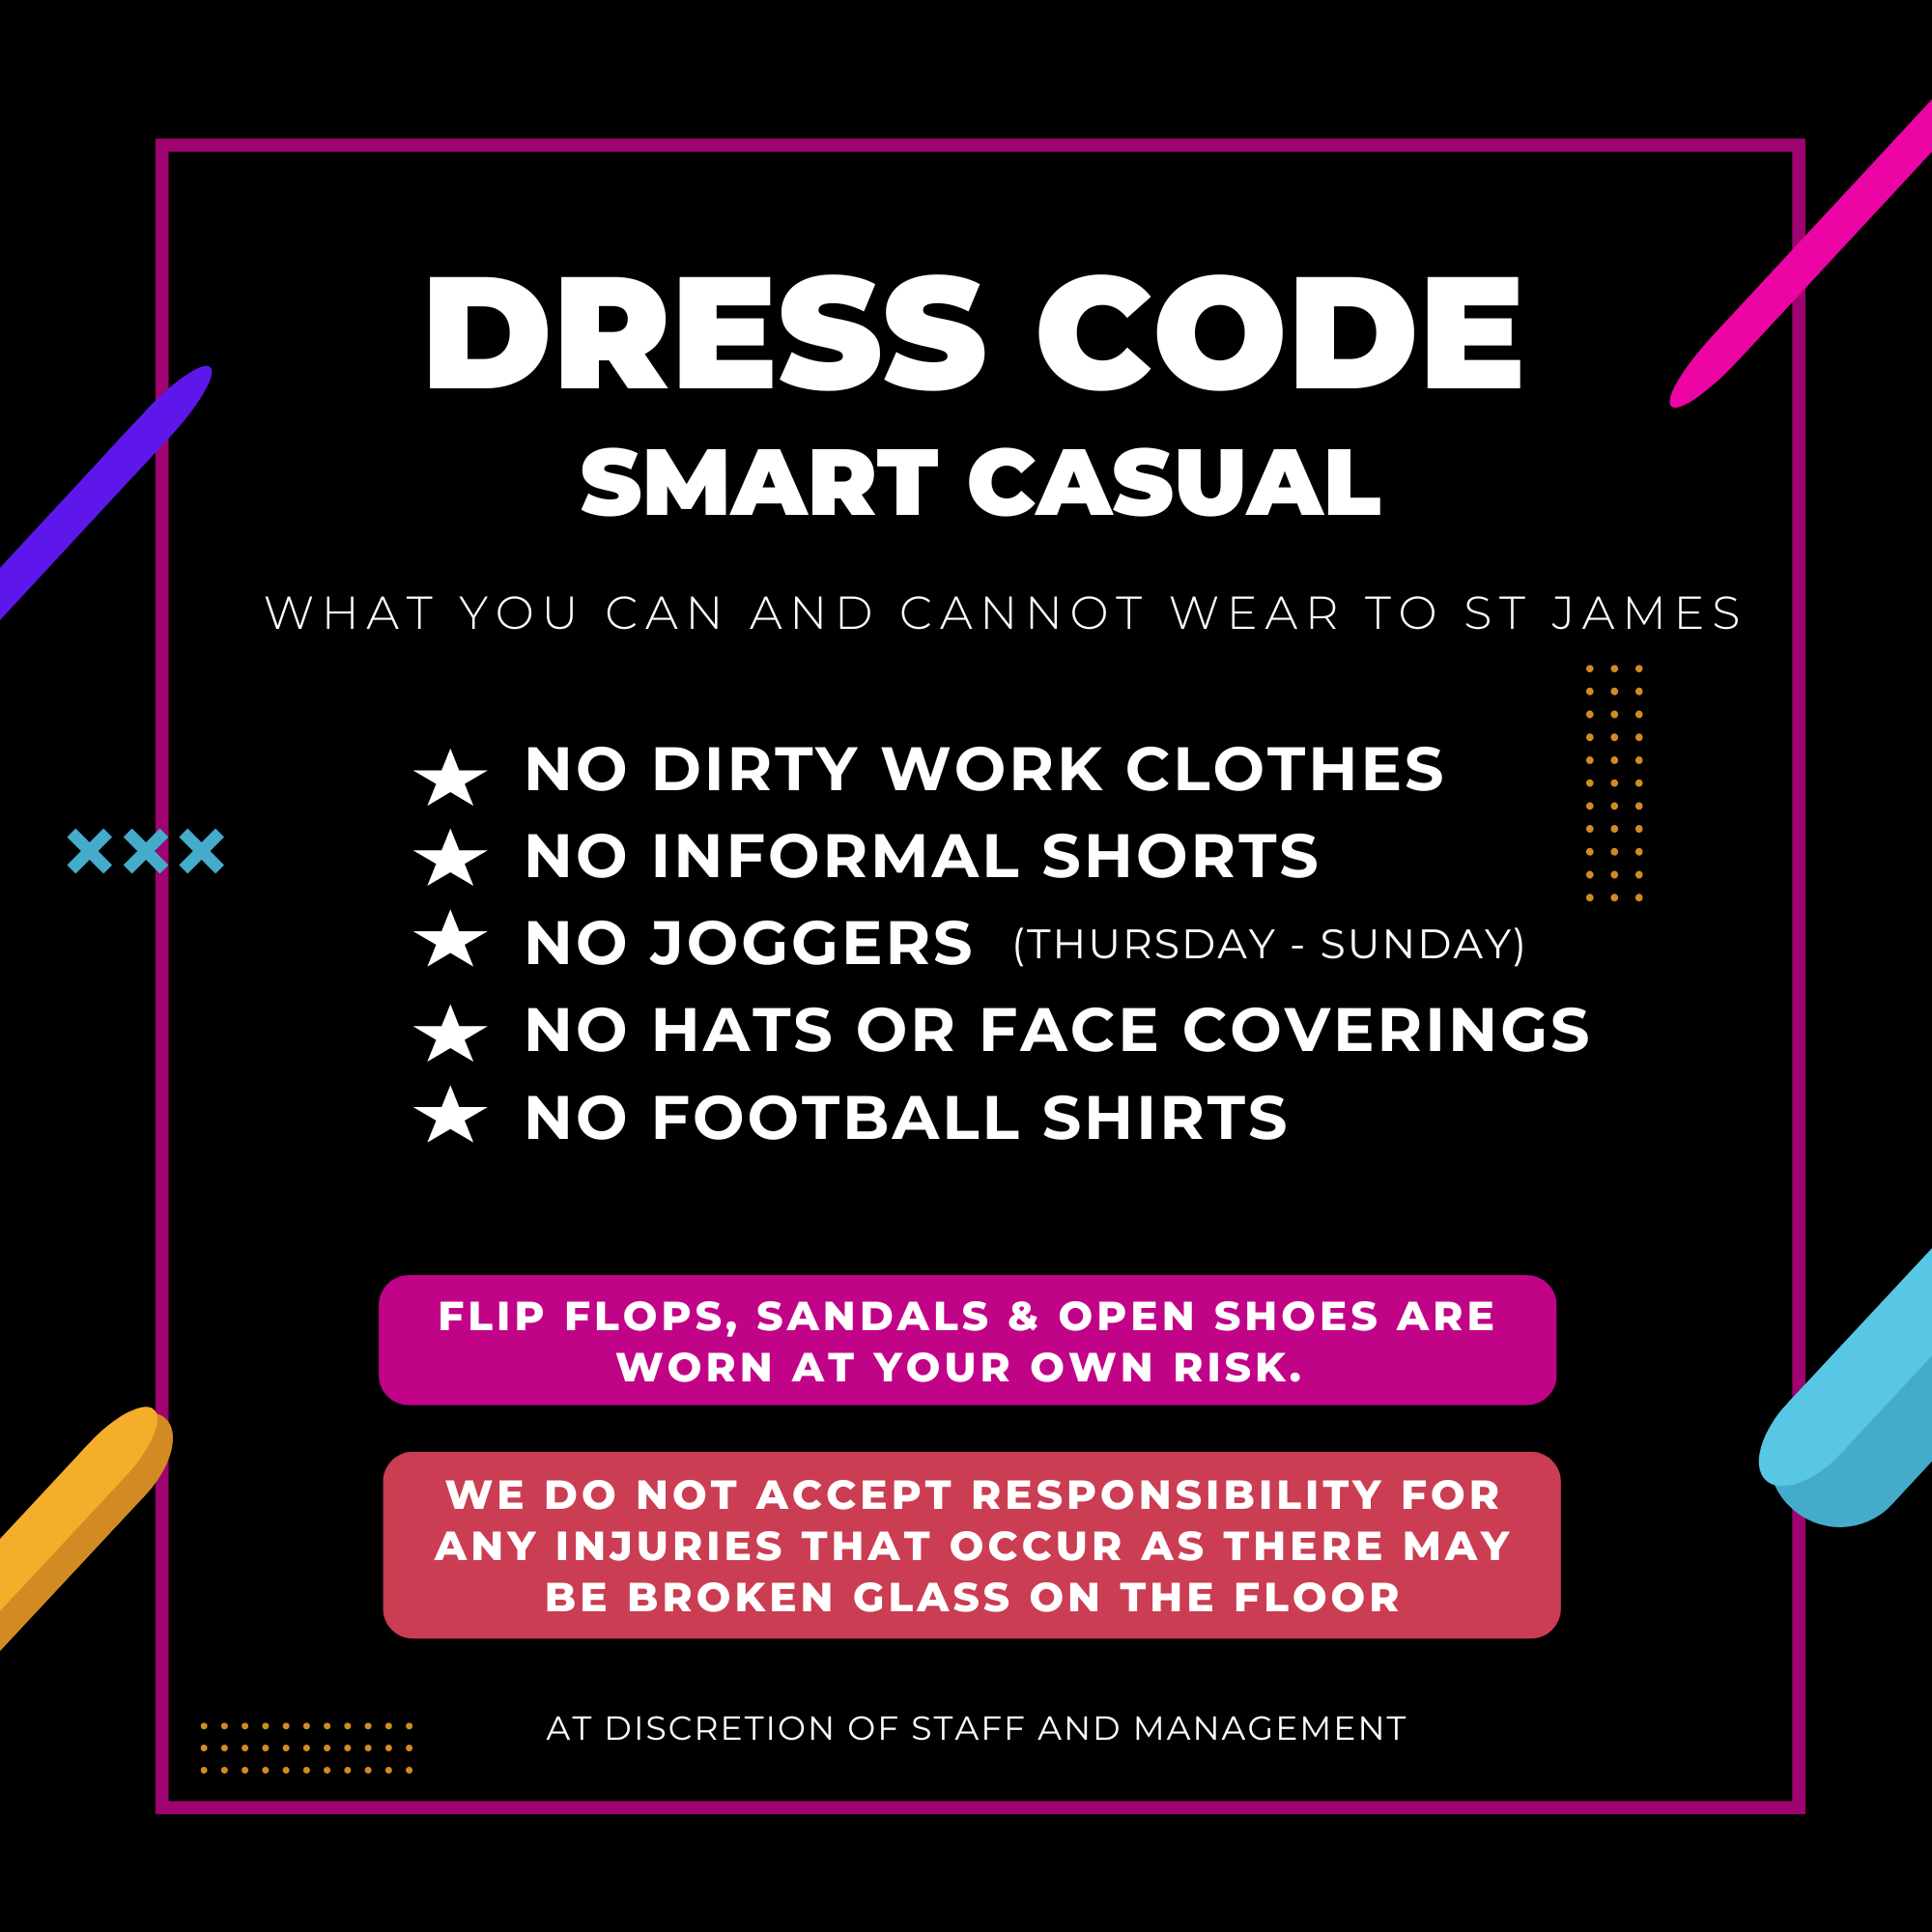 DRESS CODE
SMART CASUAL
WHAT YOU CAN AND CANNOT WEAR TO ST JAMES
NO DIRTY WORK CLOTHES
NO INFORMAL SHORTS
NO JOGGERS (THURSDAY - SUNDAY)
NO HATS OR FACE COVERINGS
NO FOOTBALL SHIRTS
FLIP FLOPS, SANDALS & OPEN SHOES ARE
WORN AT YOUR OWN RISK.
WE DO NOT ACCEPT RESPONSIBILITY FOR
ANY INJURIES THAT OCCUR AS THERE MAY
BE BROKEN GLASS ON THE FLOOR
AT DISCRETION OF STAFF AND MANAGEMENT